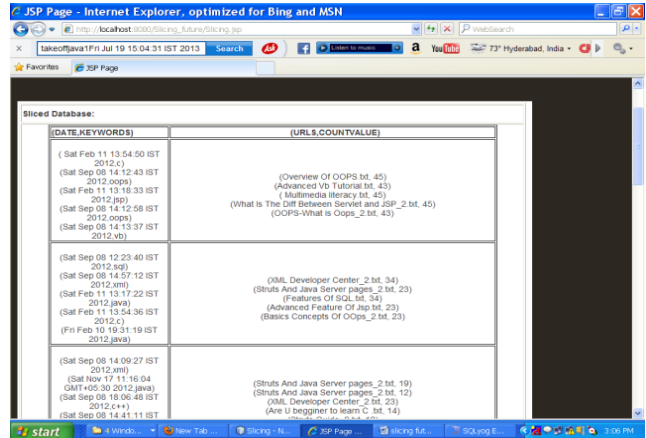 JSP Page - Internet Explorer, optimized for Bing and MSN
http://localhost:8080/Slicing_future/Slicing.jsp
WebSearch
takeoffjava1Fri Jul 19 15:04:31 IST 2013
Search
Ask
Listen to music
YouTube
73° Hyderabad, India
Favorites
JSP Page
Sliced Database:
(DATE,KEYWORDS)
(URLS,COUNTVALUE)
( Sat Feb 11 13:54:50 IST
2012,c)
(Sat Sep 08 14:12:43 IST
2012,oops)
(Sat Feb 11 13:18:33 IST
2012,jsp)
(Sat Sep 08 14:12:58 IST
2012,oops)
(Sat Sep 08 14:13:37 IST
2012,vb)
(Overview Of OOPS.txt, 45)
(Advanced Vb Tutorial.txt, 43)
( Multimedia literacy.txt, 45)
(What Is The Diff Between Servlet and JSP_2.txt, 45)
(OOPS-What is Oops_2.txt, 43)
(Sat Sep 08 12:23:40 IST
2012,sql)
(Sat Sep 08 14:57:12 IST
2012,xml)
(Sat Feb 11 13:17:22 IST
2012,java)
(Sat Feb 11 13:54:36 IST
2012,c)
(Fri Feb 10 19:31:19 IST
2012,java)
(XML Developer Center_2.txt, 34)
(Struts And Java Server pages_2.txt, 23)
(Features Of SQL.txt, 34)
(Advanced Feature Of Jsp.txt, 23)
(Basics Concepts Of OOps_2.txt, 23)
(Sat Sep 08 14:09:27 IST
2012,xml)
(Sat Nov 17 11:16:04
GMT+05:30 2012,java)
(Sat Sep 08 18:06:48 IST
2012,c++)
(Sat Sep 08 14:41:11 IST
(Struts And Java Server pages_2.txt, 19)
(Struts And Java Server pages_2.txt, 12)
(XML Developer Center_2.txt, 23)
(Are U begginer to learn C .txt, 14)
start
4 Windo...
New Tab ...
Slicing - N...
JSP Page ...
slicing fut...
SQLyog E...
3:06 PM